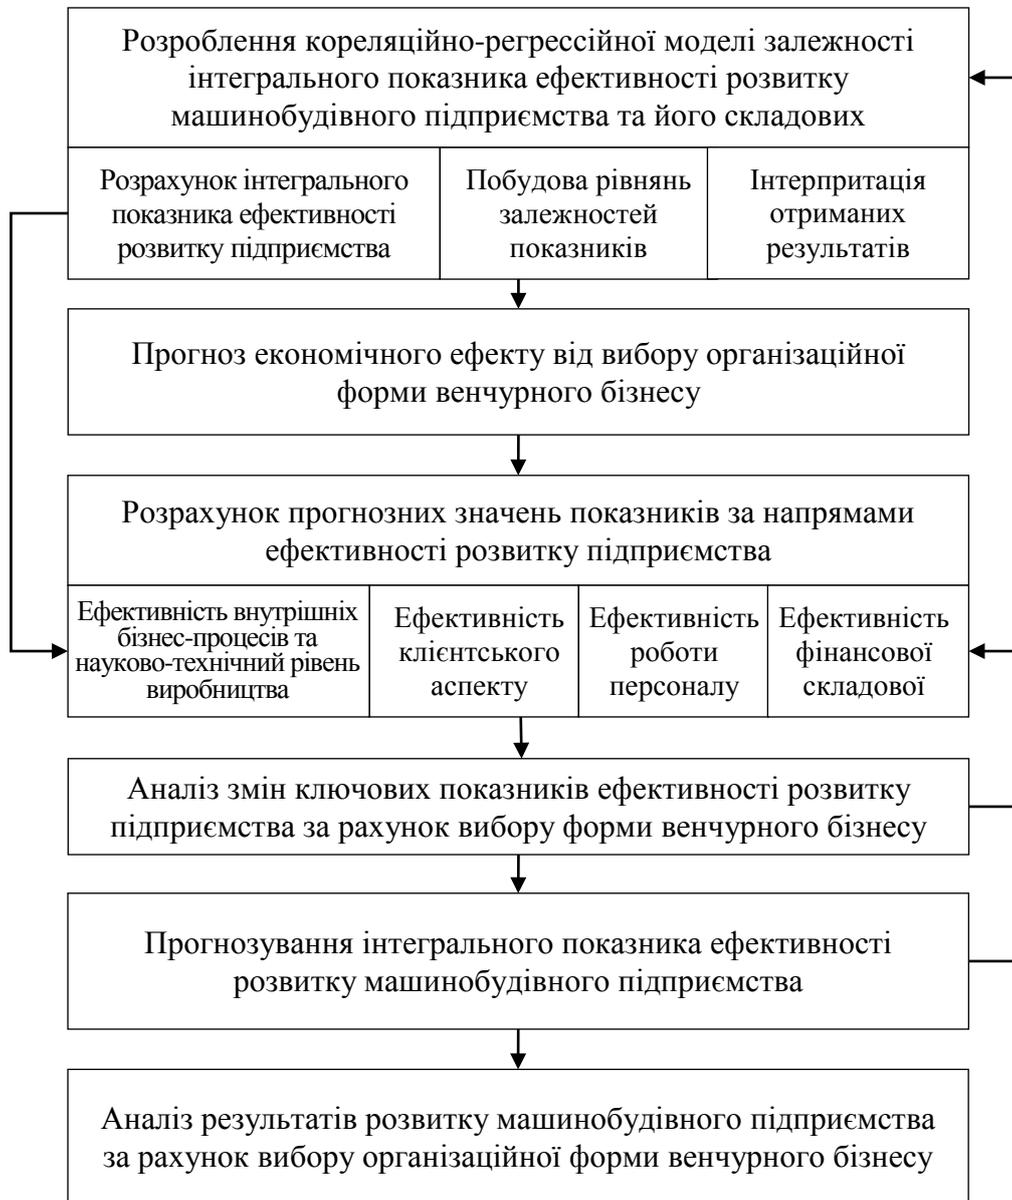 Розроблення кореляційно-регрессійної моделі залежності
інтегрального показника ефективності розвитку
машинобудівного підприємства та його складових
Розрахунок інтегрального
показника ефективності
розвитку підприємства
Побудова рівнянь
залежностей
показників
Інтерпритація
отриманих
результатів
Прогноз економічного ефекту від вибору організаційної
форми венчурного бізнесу
Розрахунок прогнозних значень показників за напрямами
ефективності розвитку підприємства
Ефективність внутрішніх
бізнес-процесів та
науково-технічний рівень
виробництва
Ефективність
клієнтського
аспекту
Ефективність
роботи
персоналу
Ефективність
фінансової
складової
Аналіз змін ключових показників ефективності розвитку
підприємства за рахунок вибору форми венчурного бізнесу
Прогнозування інтегрального показника ефективності
розвитку машинобудівного підприємства
Аналіз результатів розвитку машинобудівного підприємства
за рахунок вибору організаційної форми венчурного бізнесу